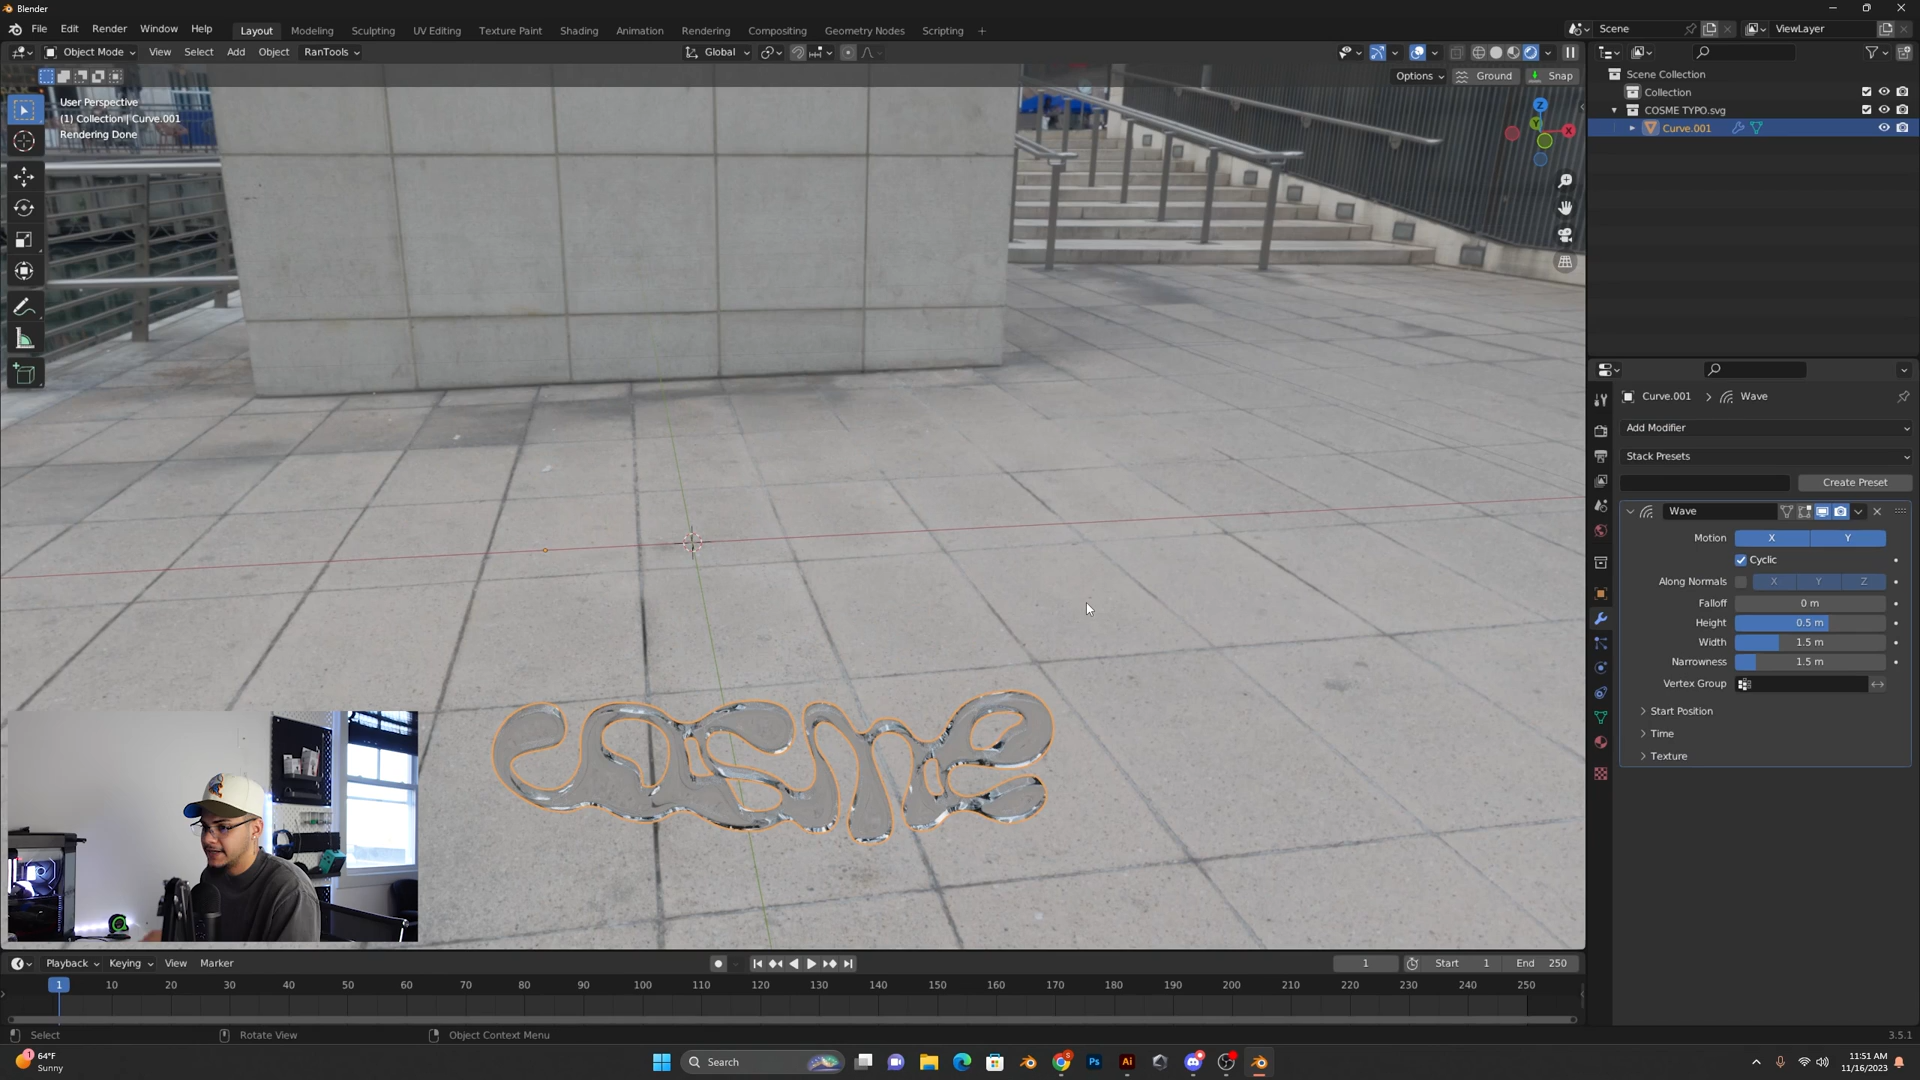 Blender
File Edit Render Window Help Layout Modeling Sculpting UV Editing Texture Paint Shading Animation Rendering Compositing Geometry Nodes Scripting + Scene ViewLayer
Object Mode View Select Add Object RanTools Global
Options Ground Snap
User Perspective
(1) Collection | Curve.001
Rendering Done
Z
Y
X
Scene Collection
Collection
COSME TYPO.svg
Curve.001
Curve.001 > Wave
Add Modifier
Stack Presets
Create Preset
Wave
Motion X Y
Cyclic
Along Normals X Y Z
Falloff 0 m
Height 0.5 m
Width 1.5 m
Narrowness 1.5 m
Vertex Group
Start Position
Time
Texture
cosme
Playback Keying View Marker 1 Start 1 End 250
1 10 20 30 40 50 60 70 80 90 100 110 120 130 140 150 160 170 180 190 200 210 220 230 240 250
Select Rotate View Object Context Menu 3.5.1
64°F
Sunny
Search
Ps
Ai
11:51 AM
11/16/2023